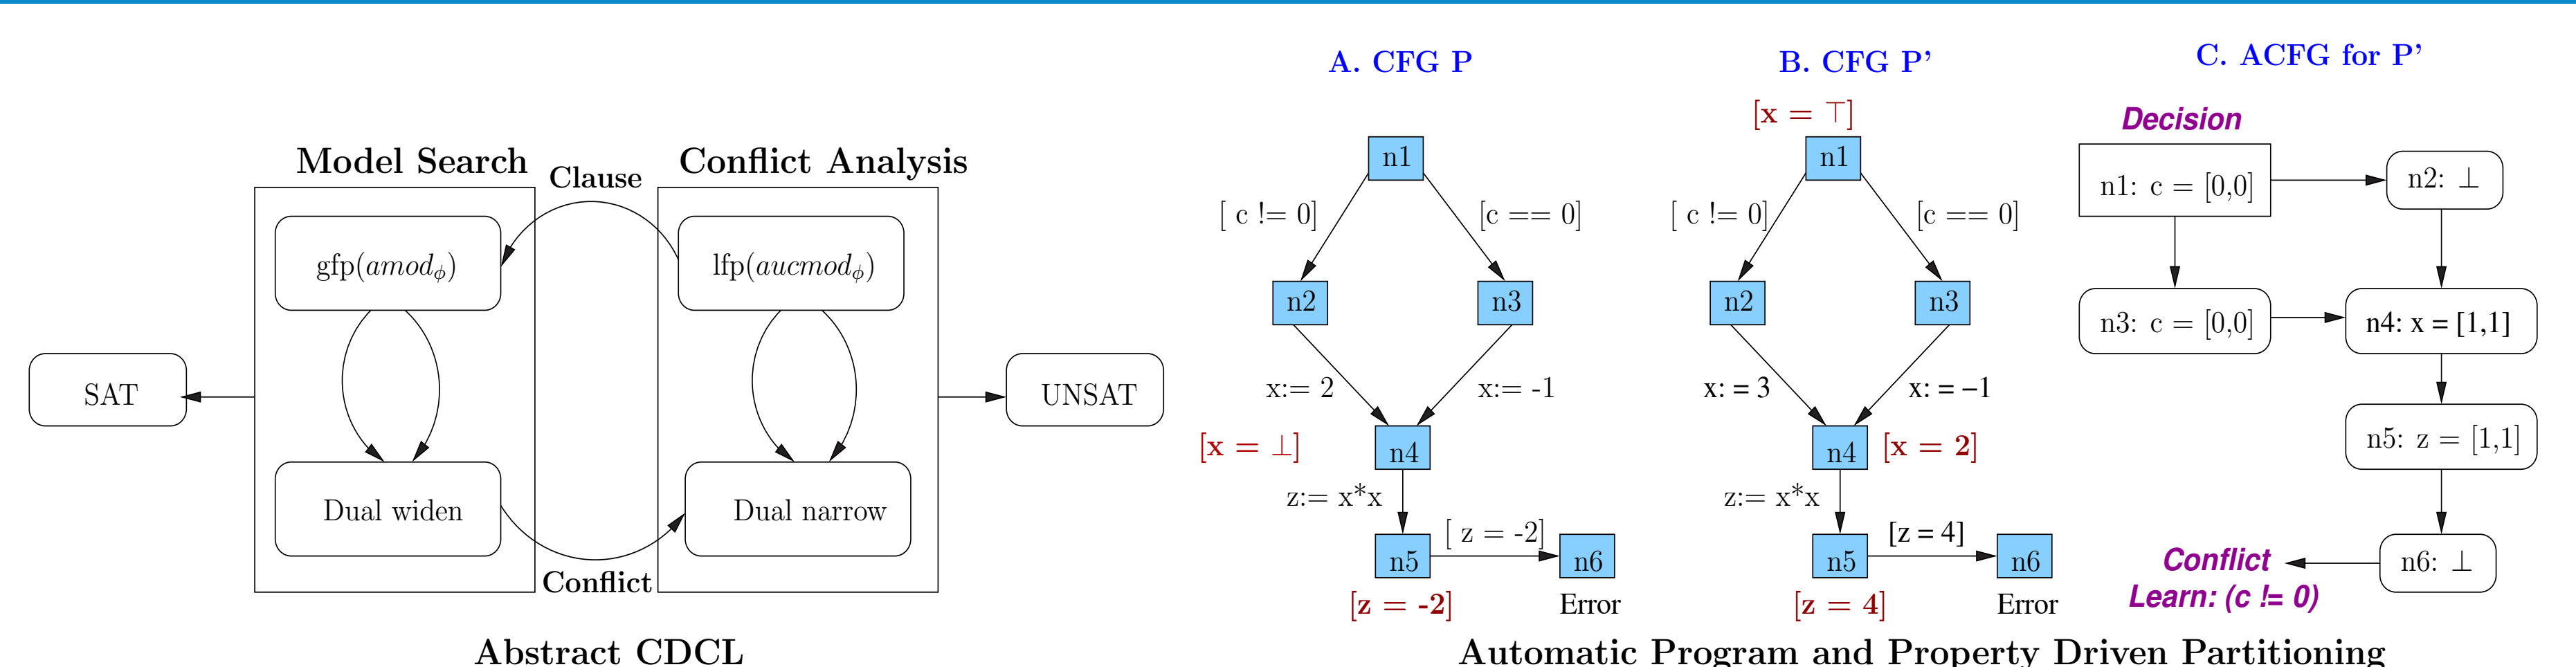 Model Search
Clause
Conflict Analysis
gfp(amodϕ)
lfp(aucmodϕ)
SAT
UNSAT
Dual widen
Dual narrow
Conflict
Abstract CDCL
A. CFG P
n1
[ c != 0]
[c == 0]
n2
n3
x:= 2
x:= -1
[x = ⊥]
n4
z:= x*x
[ z = -2]
n5
n6
[z = -2]
Error
B. CFG P'
[x = ⊤]
n1
[ c != 0]
[c == 0]
n2
n3
x: = 3
x: = −1
n4
[x = 2]
z:= x*x
[z = 4]
n5
n6
[z = 4]
Error
C. ACFG for P'
Decision
n1: c = [0,0]
n2: ⊥
n3: c = [0,0]
n4: x = [1,1]
n5: z = [1,1]
n6: ⊥
Conflict
Learn: (c != 0)
Automatic Program and Property Driven Partitioning